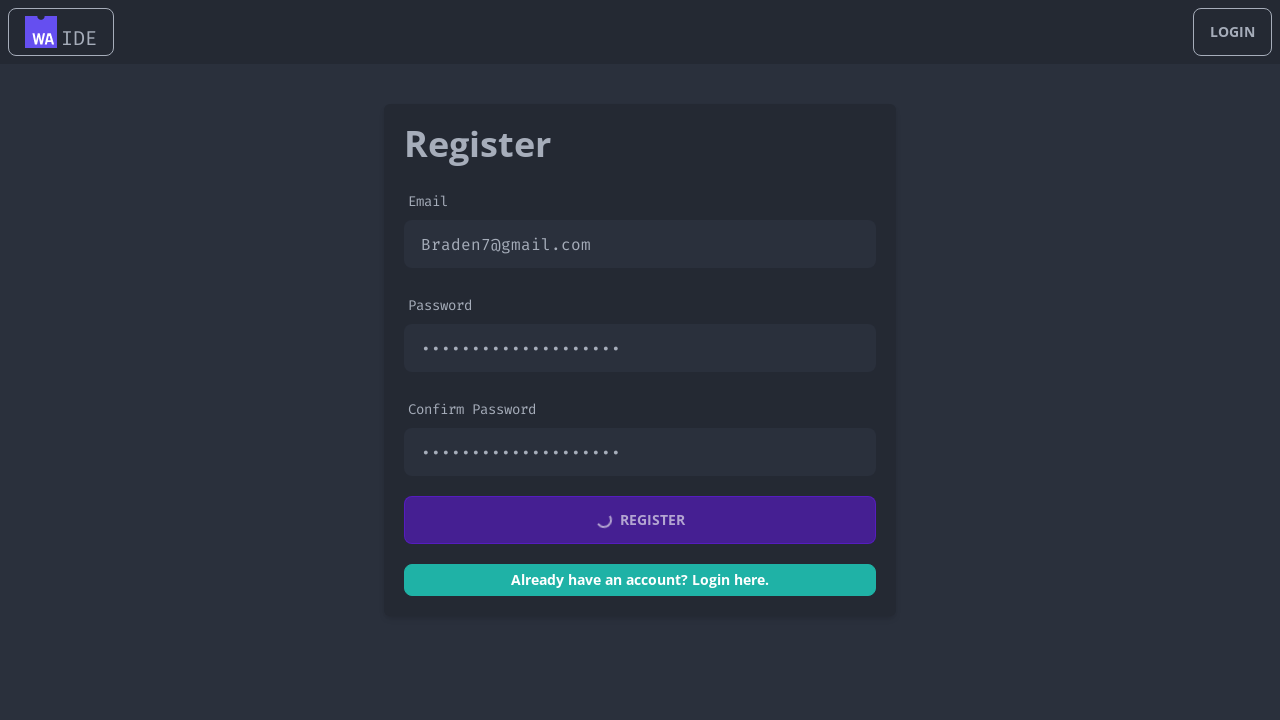 WA IDE
LOGIN
Register
Email
Braden7@gmail.com
Password
••••••••••••••••••••
Confirm Password
••••••••••••••••••••
REGISTER
Already have an account? Login here.